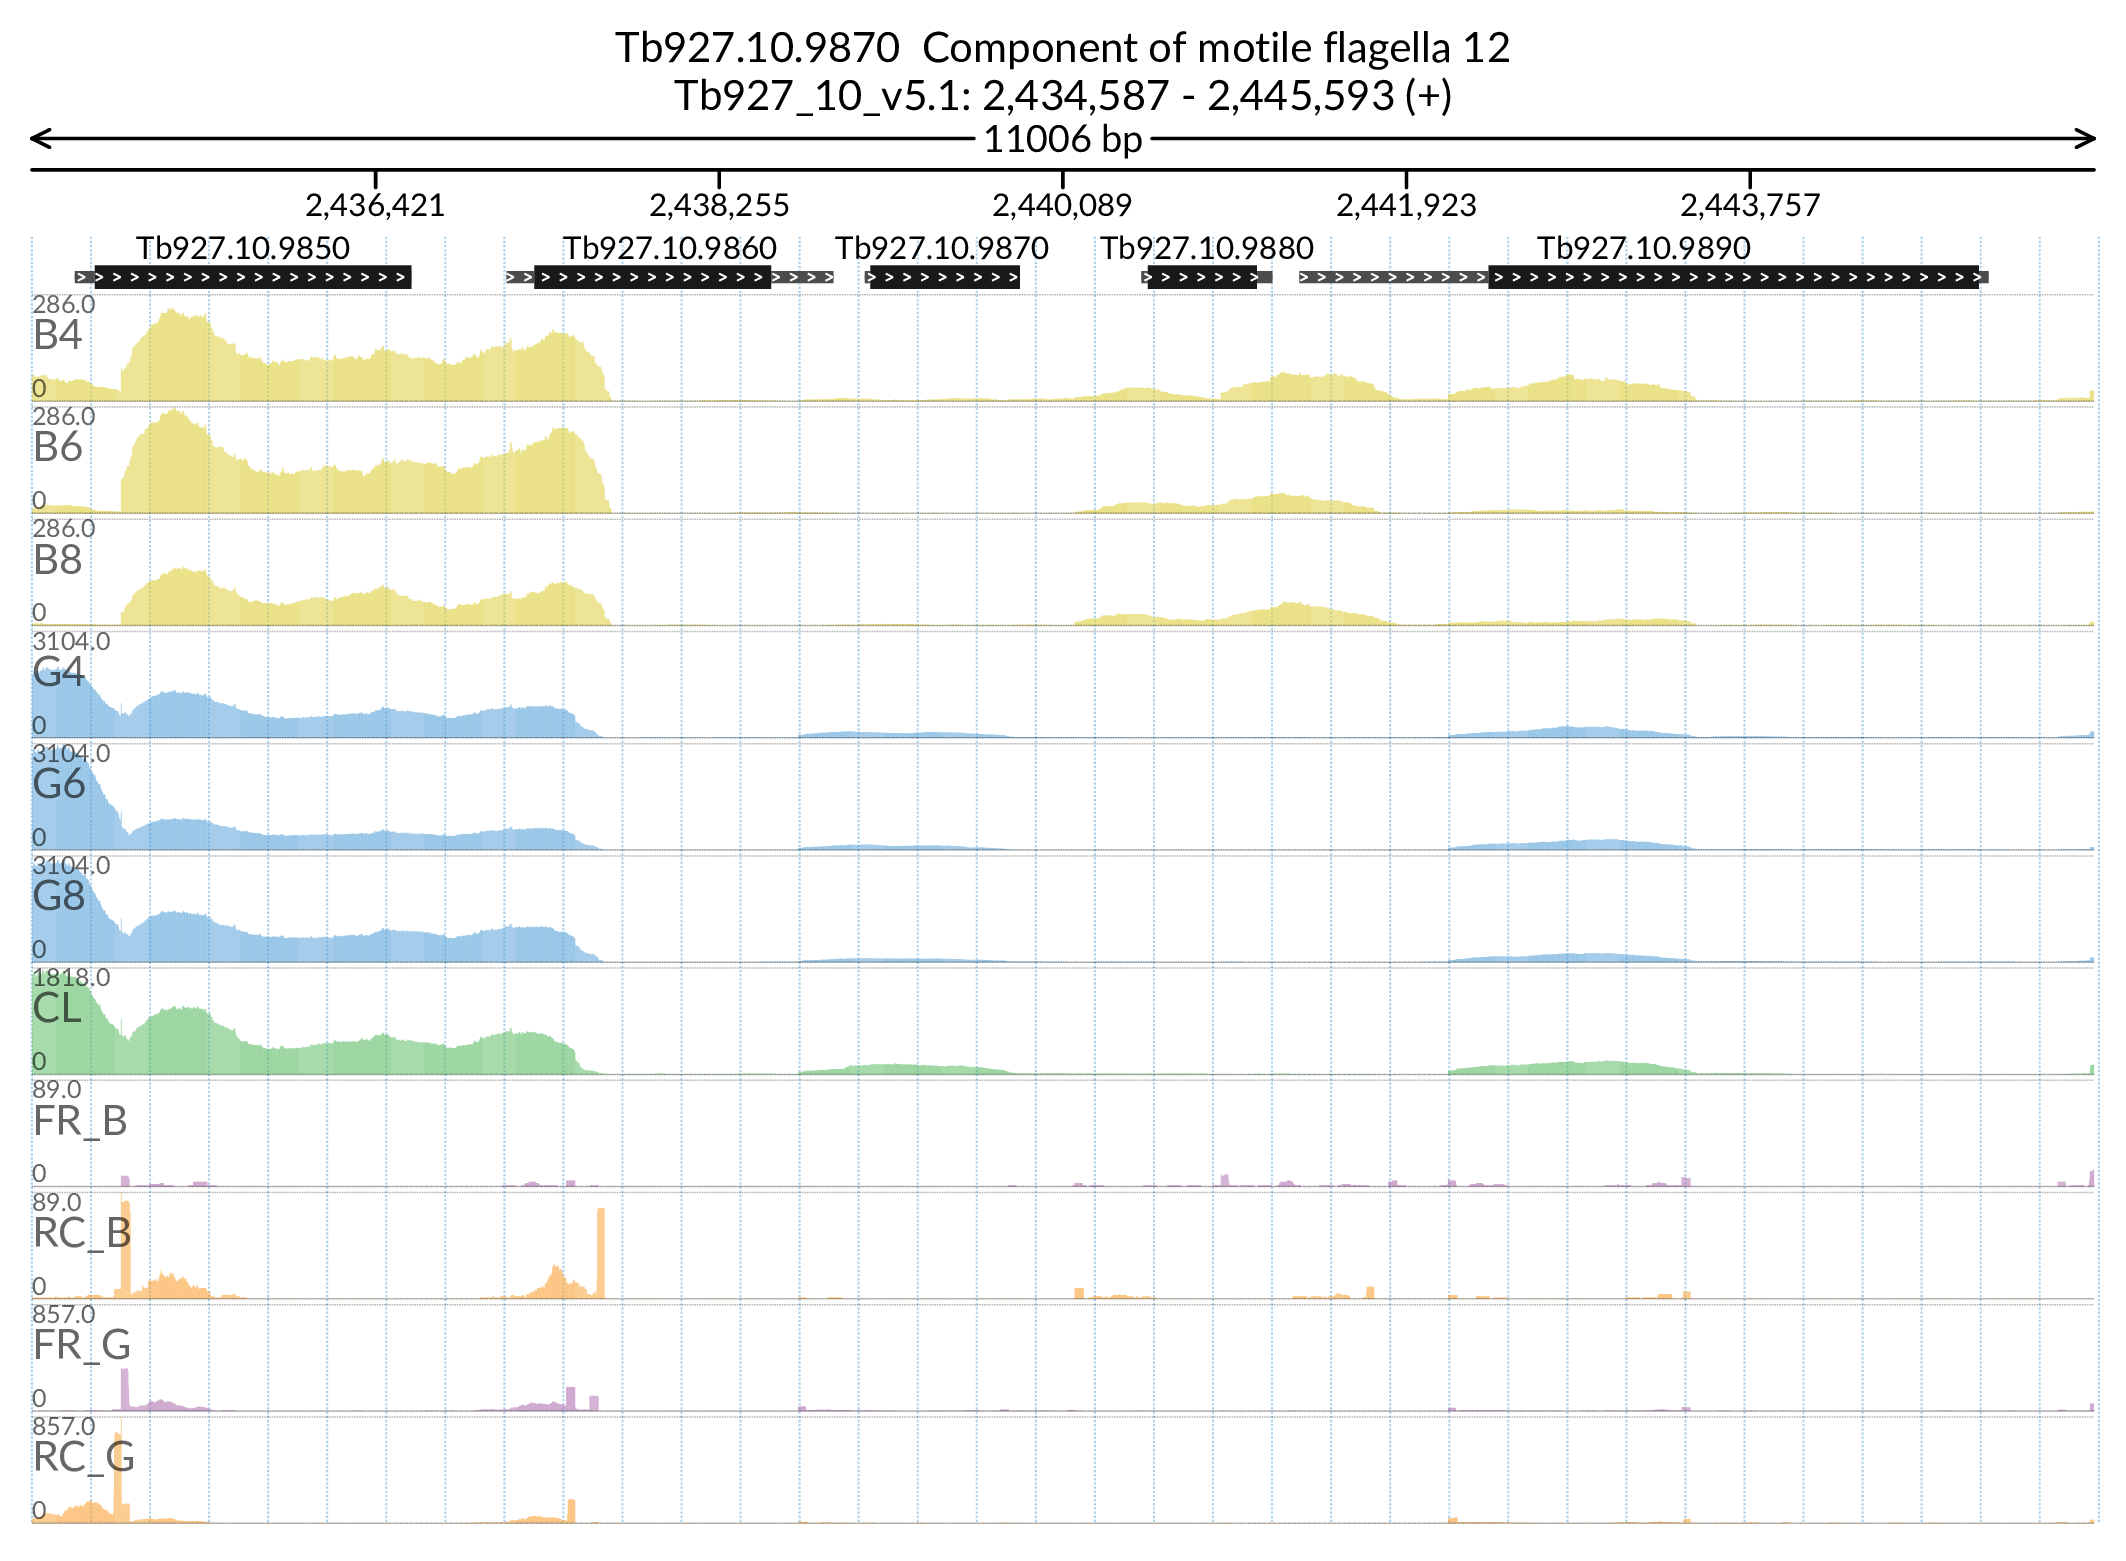 Tb927.10.9870  Component of motile flagella 12
Tb927_10_v5.1: 2,434,587 - 2,445,593 (+)
11006 bp
2,436,421 2,438,255 2,440,089 2,441,923 2,443,757
Tb927.10.9850 Tb927.10.9860 Tb927.10.9870 Tb927.10.9880 Tb927.10.9890
286.0
B4
0
286.0
B6
0
286.0
B8
0
3104.0
G4
0
3104.0
G6
0
3104.0
G8
0
1818.0
CL
0
89.0
FR_B
0
89.0
RC_B
0
857.0
FR_G
0
857.0
RC_G
0